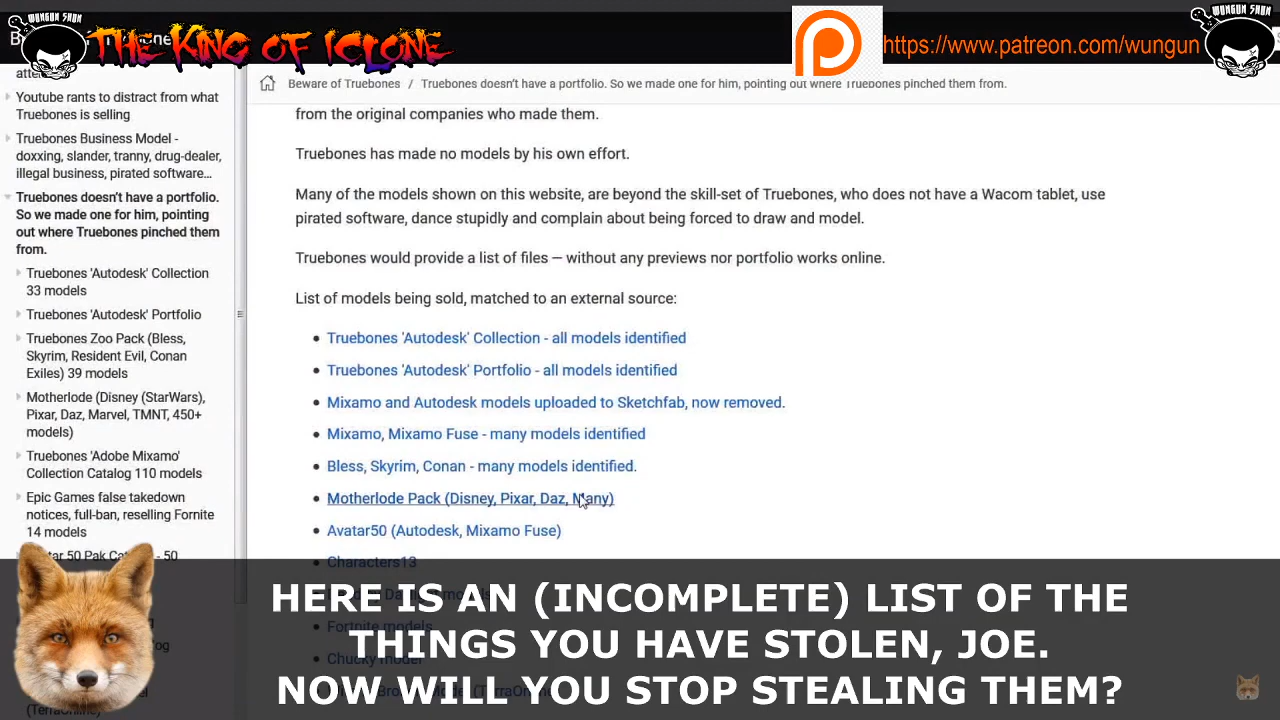 WUNGUN SHUN
THE KING OF ICLONE
https://www.patreon.com/wungun
WUNGUN SHUN
Beware of Truebones / Truebones doesn't have a portfolio. So we made one for him, pointing out where Truebones pinched them from.
Youtube rants to distract from what
Truebones is selling
Truebones Business Model -
doxxing, slander, tranny, drug-dealer,
illegal business, pirated software...
Truebones doesn't have a portfolio.
So we made one for him, pointing
out where Truebones pinched them
from.
Truebones 'Autodesk' Collection
33 models
Truebones 'Autodesk' Portfolio
Truebones Zoo Pack (Bless,
Skyrim, Resident Evil, Conan
Exiles) 39 models
Motherlode (Disney (StarWars),
Pixar, Daz, Marvel, TMNT, 450+
models)
Truebones 'Adobe Mixamo'
Collection Catalog 110 models
Epic Games false takedown
notices, full-ban, reselling Fornite
14 models
50 Pak
- 50
(TerraOnline)
from the original companies who made them.
Truebones has made no models by his own effort.
Many of the models shown on this website, are beyond the skill-set of Truebones, who does not have a Wacom tablet, use
pirated software, dance stupidly and complain about being forced to draw and model.
Truebones would provide a list of files — without any previews nor portfolio works online.
List of models being sold, matched to an external source:
• Truebones 'Autodesk' Collection - all models identified
• Truebones 'Autodesk' Portfolio - all models identified
• Mixamo and Autodesk models uploaded to Sketchfab, now removed.
• Mixamo, Mixamo Fuse - many models identified
• Bless, Skyrim, Conan - many models identified.
• Motherlode Pack (Disney, Pixar, Daz, Many)
• Avatar50 (Autodesk, Mixamo Fuse)
• Characters13
• Fortnite models
• Chucky model
HERE IS AN (INCOMPLETE) LIST OF THE
THINGS YOU HAVE STOLEN, JOE.
NOW WILL YOU STOP STEALING THEM?